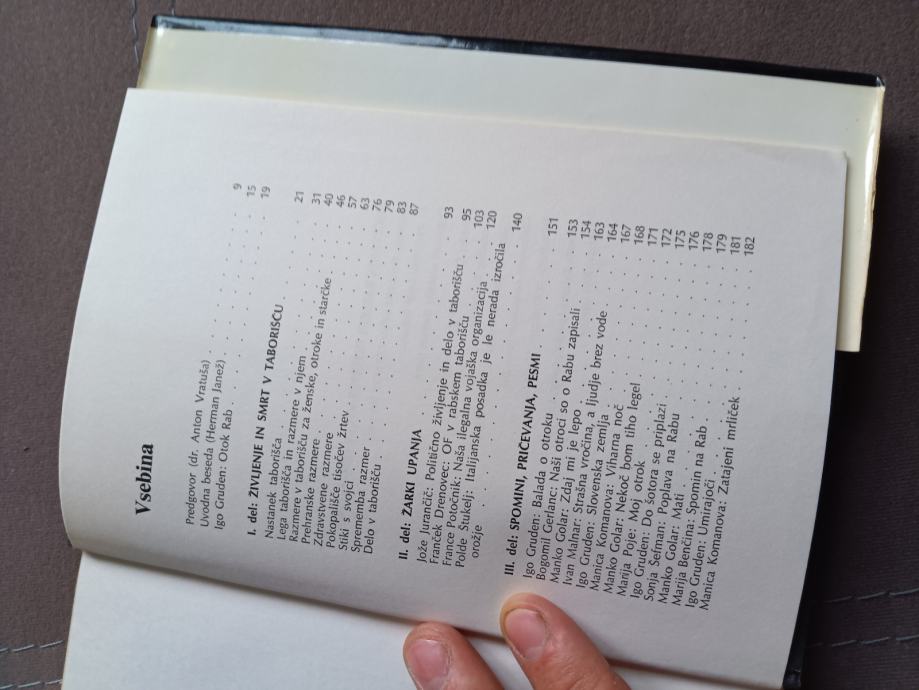 Vsebina
Predgovor (dr. Anton Vratuša) . . . . . . . . 9
Uvodna beseda (Herman Janež) . . . . . . . . 15
Igo Gruden: Otok Rab . . . . . . . . 19
I. del: ŽIVLJENJE IN SMRT V TABORIŠČU . . . . 21
Nastanek taborišča . . . . . . . . 31
Lega taborišča in razmere v njem . . . . . . 40
Razmere v taborišču za ženske, otroke in starčke . . 46
Prehranske razmere . . . . . . . . 57
Zdravstvene razmere . . . . . . . . 63
Pokopališče tisočev žrtev . . . . . . . . 76
Stiki s svojci . . . . . . . . 79
Sprememba razmer . . . . . . . . 83
Delo v taborišču . . . . . . . . 87
II. del: ŽARKI UPANJA . . . . . . . . 93
Jože Jurančič: Politično življenje in delo v taborišču . . 95
Franček Drenovec: OF v rabskem taborišču . . . 103
France Potočnik: Naša ilegalna vojaška organizacija . . 120
Polde Štukelj: Italijanska posadka je le nerada izročila
orožje . . . . . . . . 140
III. del: SPOMINI, PRIČEVANJA, PESMI . . . . . 151
Igo Gruden: Balada o otroku . . . . . . . 153
Bogomil Gerlanc: Naši otroci so o Rabu zapisali . . . 154
Manko Golar: Zdaj mi je lepo . . . . . . 163
Ivan Malnar: Strašna vročina, a ljudje brez vode . . . 164
Igo Gruden: Slovenska zemlja . . . . . . 167
Manica Komanova: Viharna noč . . . . . . 168
Manko Golar: Nekoč bom tiho legel . . . . . 171
Marija Poje: Moj otrok . . . . . . . 172
Igo Gruden: Do šotora se priplazi . . . . . 175
Sonja Šefman: Poplava na Rabu . . . . . . 176
Manko Golar: Mati . . . . . . . 178
Marija Benčina: Spomin na Rab . . . . . . 179
Igo Gruden: Umirajoči . . . . . . . 181
Manica Komanova: Zatajeni mrliček . . . . . 182